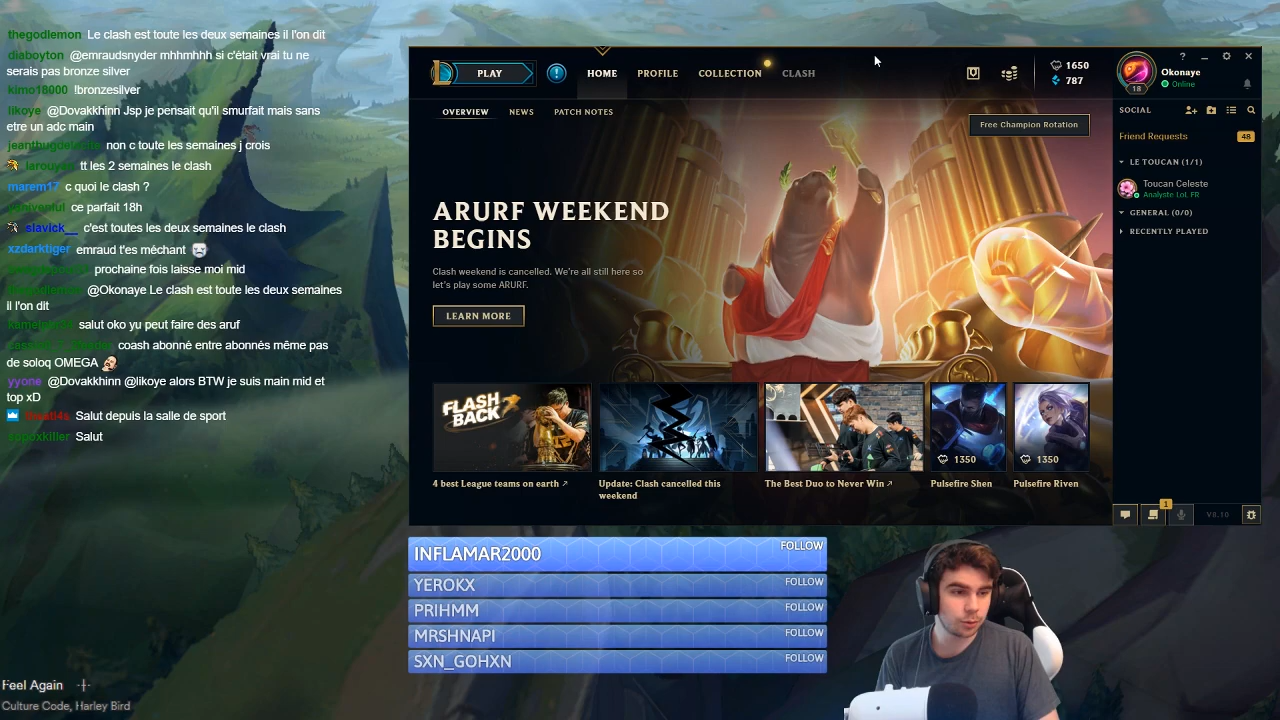 thegodlemon Le clash est toute les deux semaines il l'on dit
diaboyton @emraudsnyder mhhmhhh si c'était vrai tu ne
serais pas bronze silver
kimo18000 !bronzesilver
likoye @Dovakkhinn Jsp je pensait qu'il smurfait mais sans
etre un adc main
non c toute les semaines j crois
tt les 2 semaines le clash
marem17 c quoi le clash ?
ce parfait 18h
slavick__ c'est toutes les deux semaines le clash
xzdarktiger emraud t'es méchant
prochaine fois laisse moi mid
@Okonaye Le clash est toute les deux semaines
il l'on dit
salut oko yu peut faire des aruf
coash abonné entre abonnés même pas
de soloq OMEGA
yyone @Dovakkhinn @likoye alors BTW je suis main mid et
top xD
Salut depuis la salle de sport
Salut
Feel Again
Culture Code, Harley Bird
PLAY
HOME
PROFILE
COLLECTION
CLASH
1650
787
18
Okonaye
Online
OVERVIEW
NEWS
PATCH NOTES
Free Champion Rotation
ARURF WEEKEND
BEGINS
Clash weekend is cancelled. We're all still here so
let's play some ARURF.
LEARN MORE
FLASH
BACK
1350
1350
4 best League teams on earth
Update: Clash cancelled this
weekend
The Best Duo to Never Win
Pulsefire Shen
Pulsefire Riven
SOCIAL
Friend Requests
48
LE TOUCAN (1/1)
Toucan Celeste
Analyste LoL FR
GENERAL (0/0)
RECENTLY PLAYED
1
V8.10
INFLAMAR2000 FOLLOW
YEROKX FOLLOW
PRIHMM FOLLOW
MRSHNAPI FOLLOW
SXN_GOHXN FOLLOW